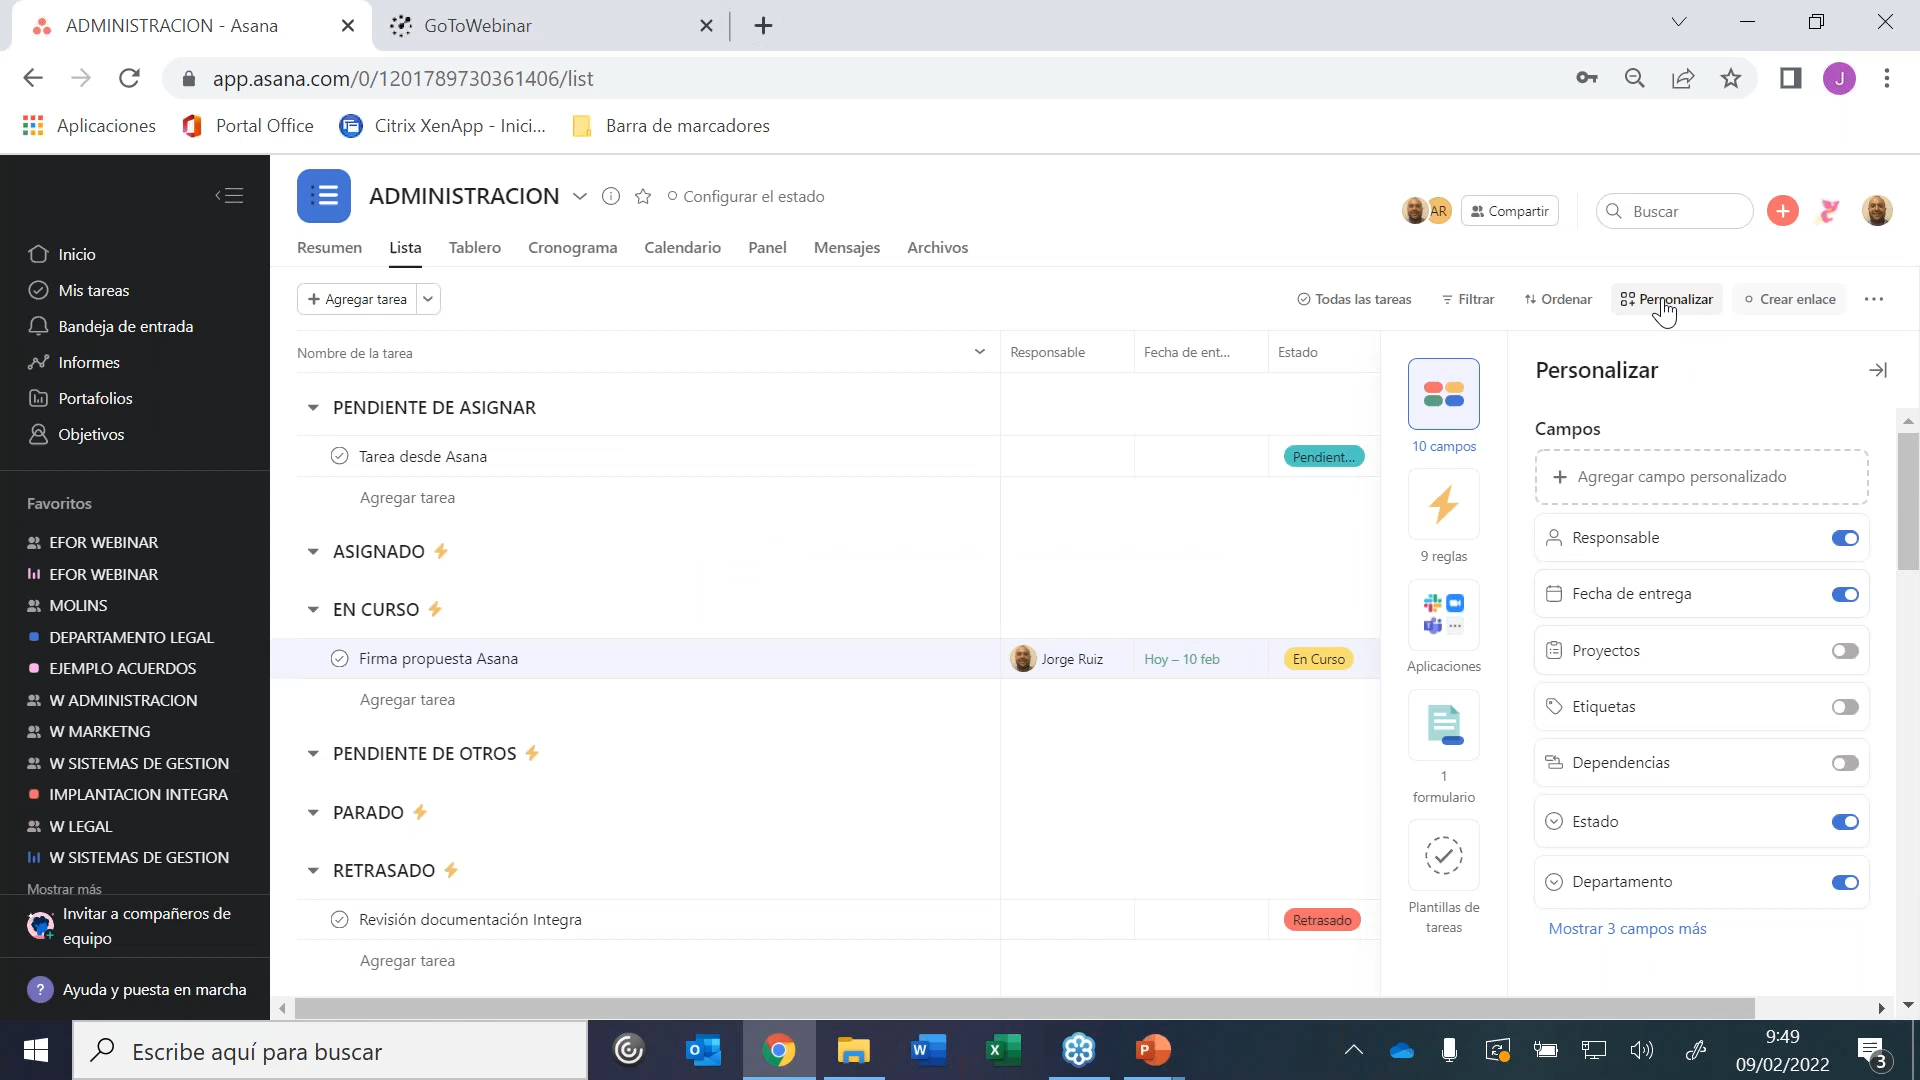 ADMINISTRACION - Asana
GoToWebinar
app.asana.com/0/1201789730361406/list
J
Aplicaciones
Portal Office
Citrix XenApp - Inici...
Barra de marcadores
ADMINISTRACION
Configurar el estado
AR
Compartir
Buscar
Resumen
Lista
Tablero
Cronograma
Calendario
Panel
Mensajes
Archivos
Inicio
Mis tareas
Bandeja de entrada
Informes
Portafolios
Objetivos
Favoritos
EFOR WEBINAR
EFOR WEBINAR
MOLINS
DEPARTAMENTO LEGAL
EJEMPLO ACUERDOS
W ADMINISTRACION
W MARKETNG
W SISTEMAS DE GESTION
IMPLANTACION INTEGRA
W LEGAL
W SISTEMAS DE GESTION
Mostrar más
Invitar a compañeros de
equipo
? Ayuda y puesta en marcha
+ Agregar tarea
Todas las tareas
Filtrar
Ordenar
Personalizar
Crear enlace
Nombre de la tarea
Responsable
Fecha de ent...
Estado
PENDIENTE DE ASIGNAR
Tarea desde Asana
Pendient...
Agregar tarea
ASIGNADO
EN CURSO
Firma propuesta Asana
Jorge Ruiz
Hoy – 10 feb
En Curso
Agregar tarea
PENDIENTE DE OTROS
PARADO
RETRASADO
Revisión documentación Integra
Retrasado
Agregar tarea
10 campos
9 reglas
Aplicaciones
1
formulario
Plantillas de
tareas
Personalizar
Campos
+ Agregar campo personalizado
Responsable
Fecha de entrega
Proyectos
Etiquetas
Dependencias
Estado
Departamento
Mostrar 3 campos más
Escribe aquí para buscar
9:49
09/02/2022
3